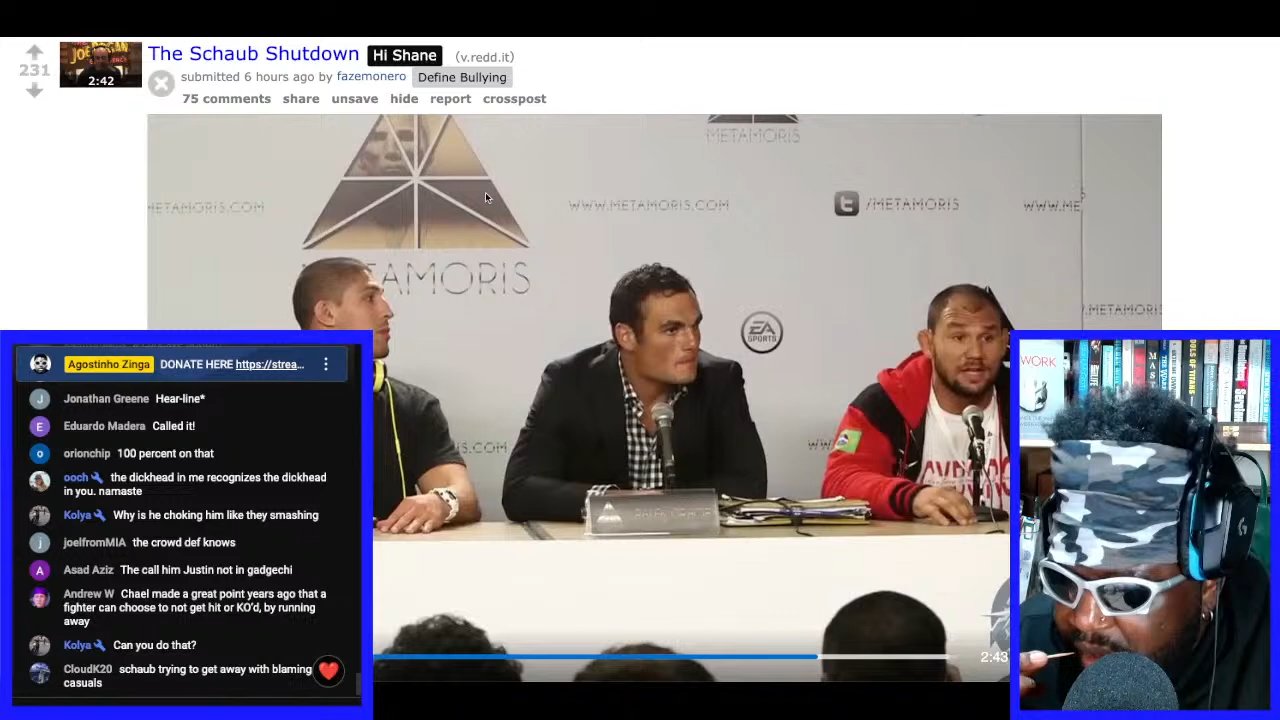 The Schaub Shutdown Hi Shane (v.redd.it)
231
2:42
submitted 6 hours ago by fazemonero Define Bullying
75 comments share unsave hide report crosspost
METAMORIS
WWW.METAMORIS.COM
/METAMORIS
EA
SPORTS
Agostinho Zinga DONATE HERE https://strea...
Jonathan Greene Hear-line*
Eduardo Madera Called it!
orionchip 100 percent on that
ooch the dickhead in me recognizes the dickhead
in you. namaste
Kolya Why is he choking him like they smashing
joelfromMIA the crowd def knows
Asad Aziz The call him Justin not in gadgechi
Andrew W Chael made a great point years ago that a
fighter can choose to not get hit or KO'd, by running
away
Kolya Can you do that?
CloudK20 schaub trying to get away with blaming
casuals
2:43
WORK